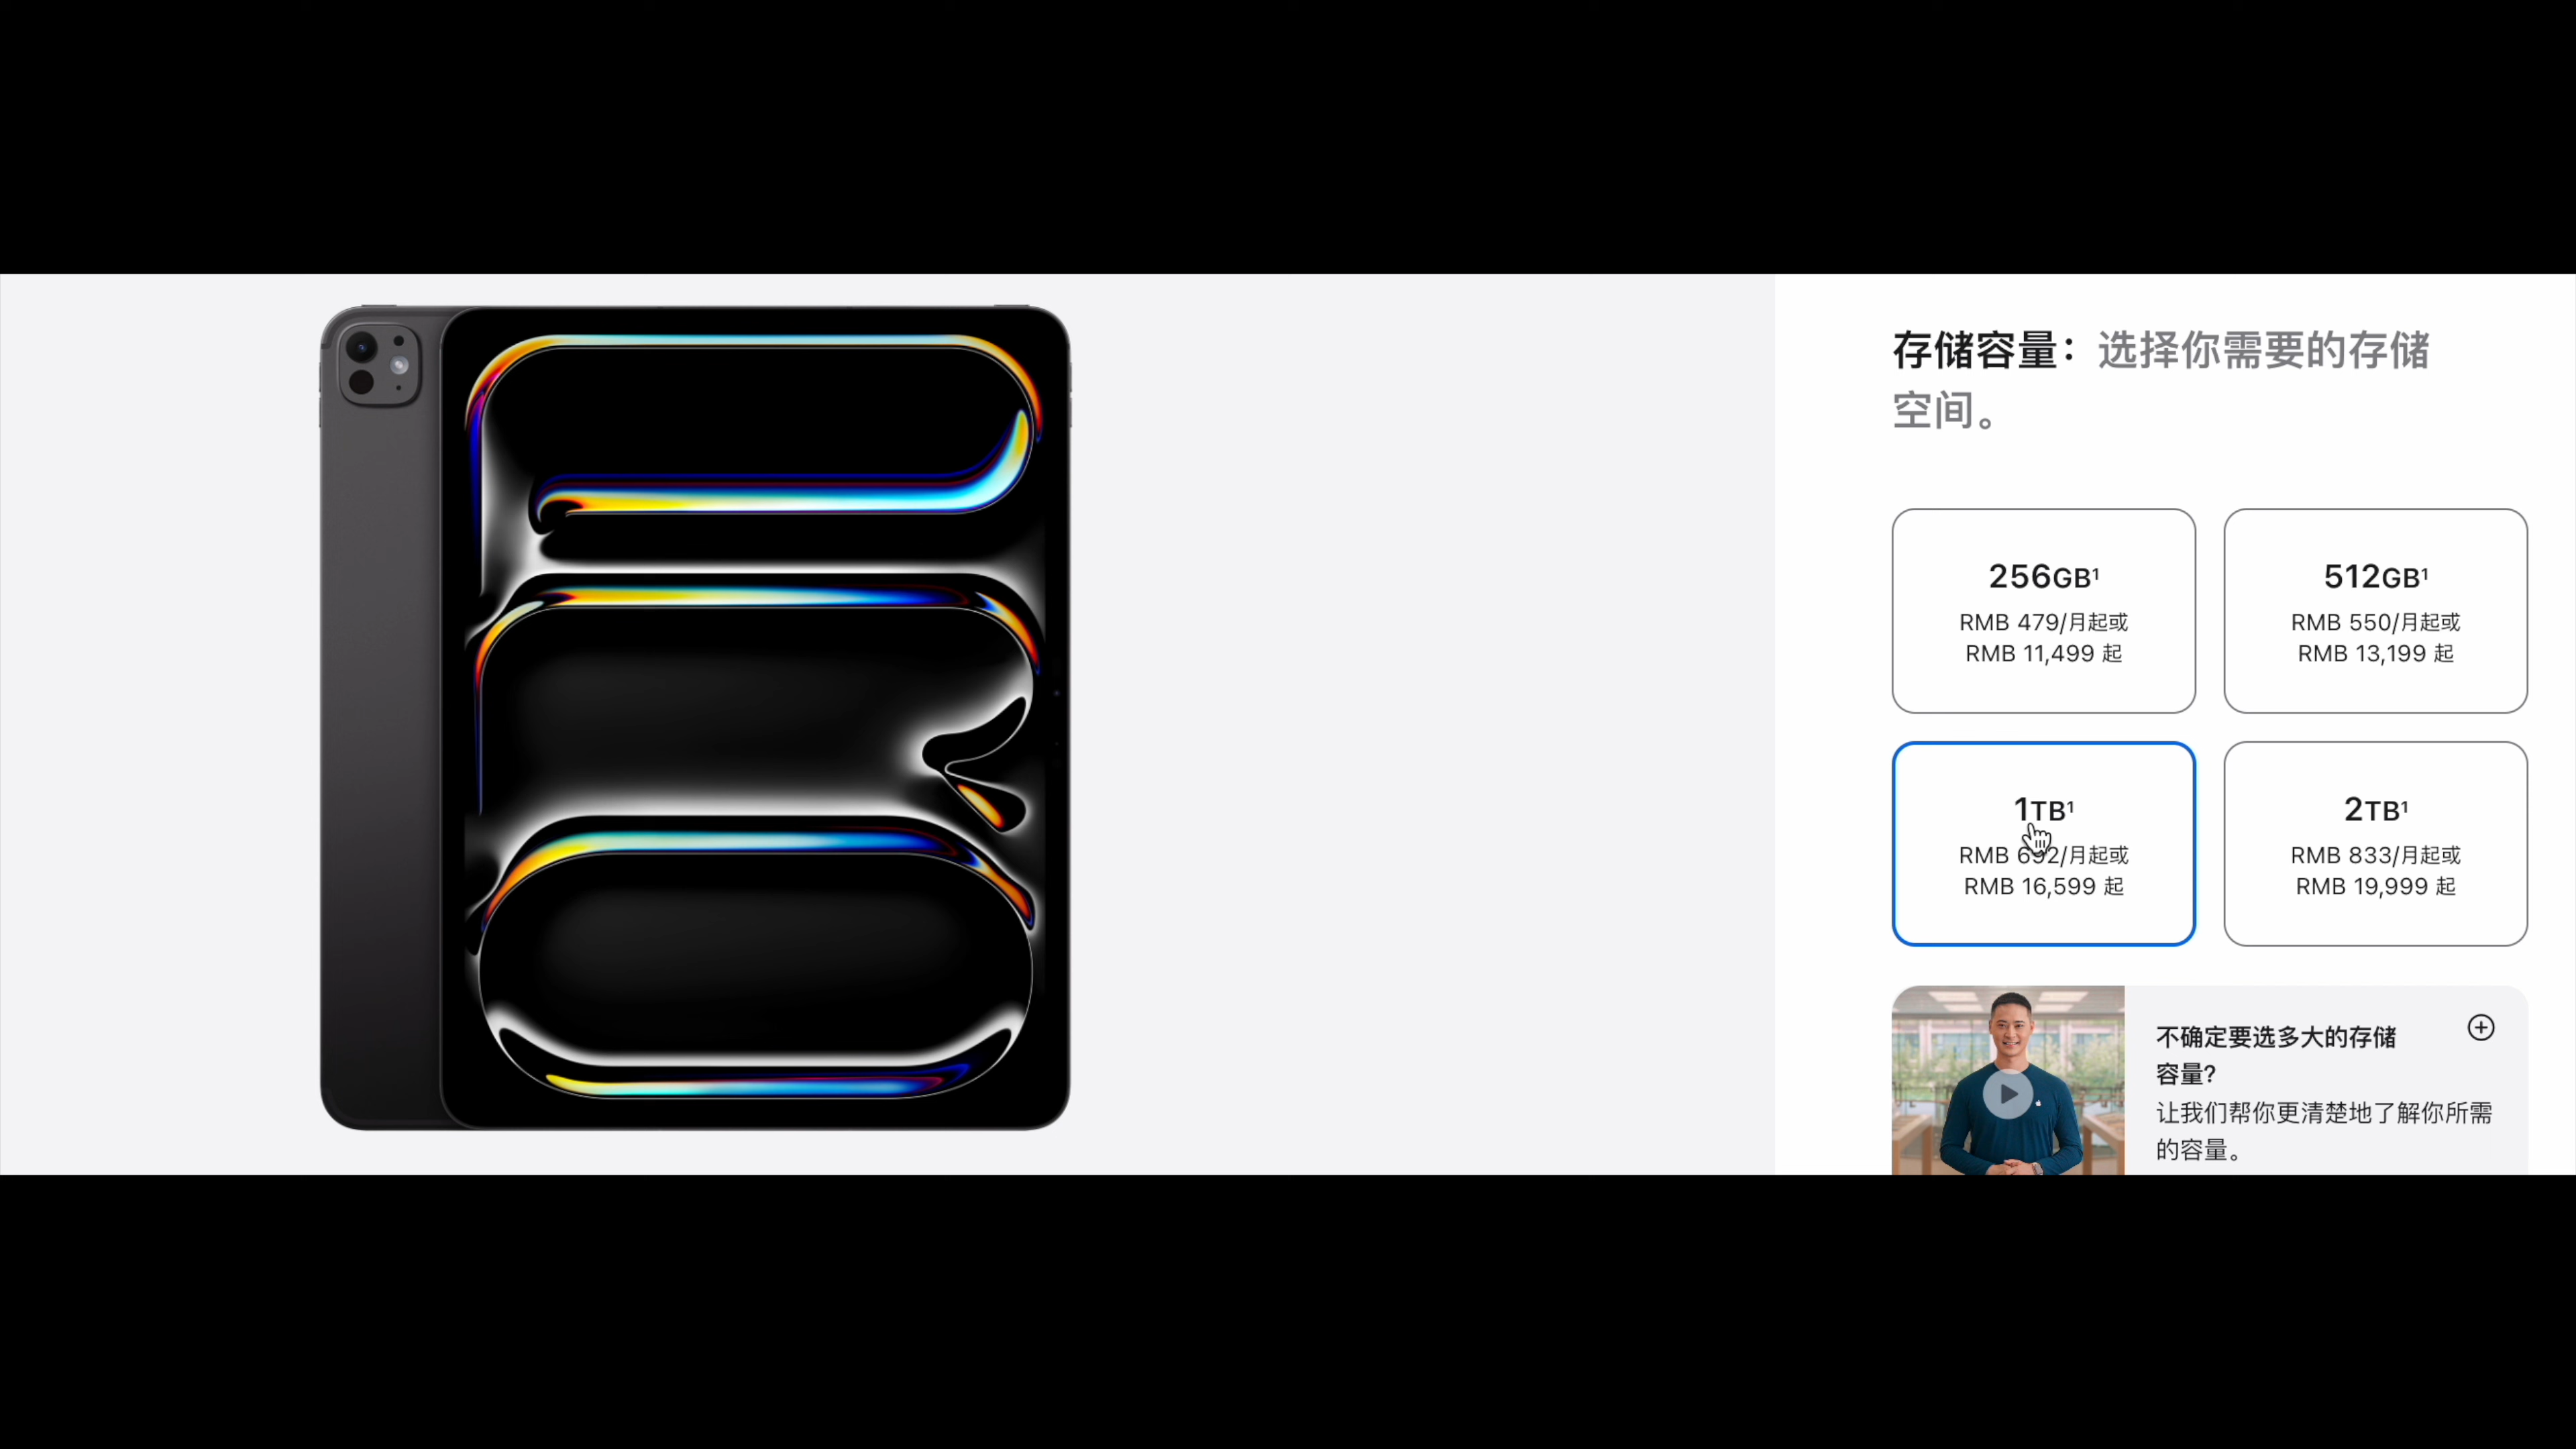 存储容量：选择你需要的存储
空间。
256GB¹
RMB 479/月起或
RMB 11,499 起
512GB¹
RMB 550/月起或
RMB 13,199 起
1TB¹
RMB 692/月起或
RMB 16,599 起
2TB¹
RMB 833/月起或
RMB 19,999 起
不确定要选多大的存储
容量?
让我们帮你更清楚地了解你所需
的容量。